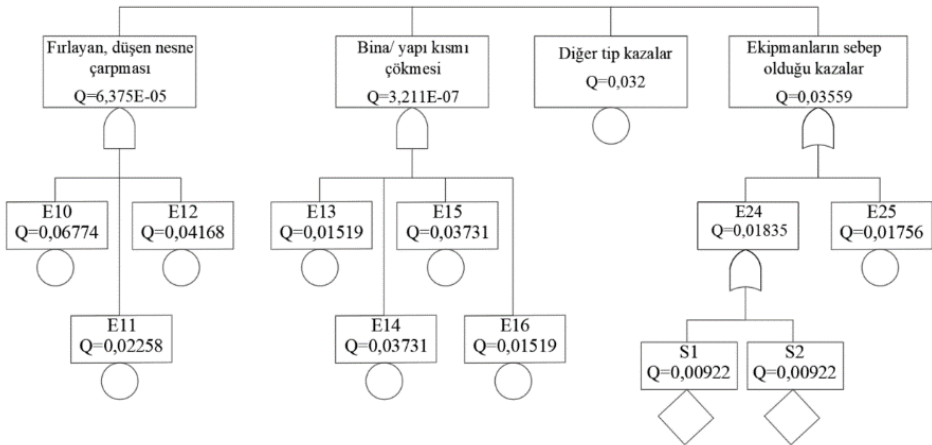 Fırlayan, düşen nesne
çarpması
Q=6,375E-05
Bina/ yapı kısmı
çökmesi
Q=3,211E-07
Diğer tip kazalar
Q=0,032
Ekipmanların sebep
olduğu kazalar
Q=0,03559
E10
Q=0,06774
E12
Q=0,04168
E13
Q=0,01519
E15
Q=0,03731
E24
Q=0,01835
E25
Q=0,01756
E11
Q=0,02258
E14
Q=0,03731
E16
Q=0,01519
S1
Q=0,00922
S2
Q=0,00922